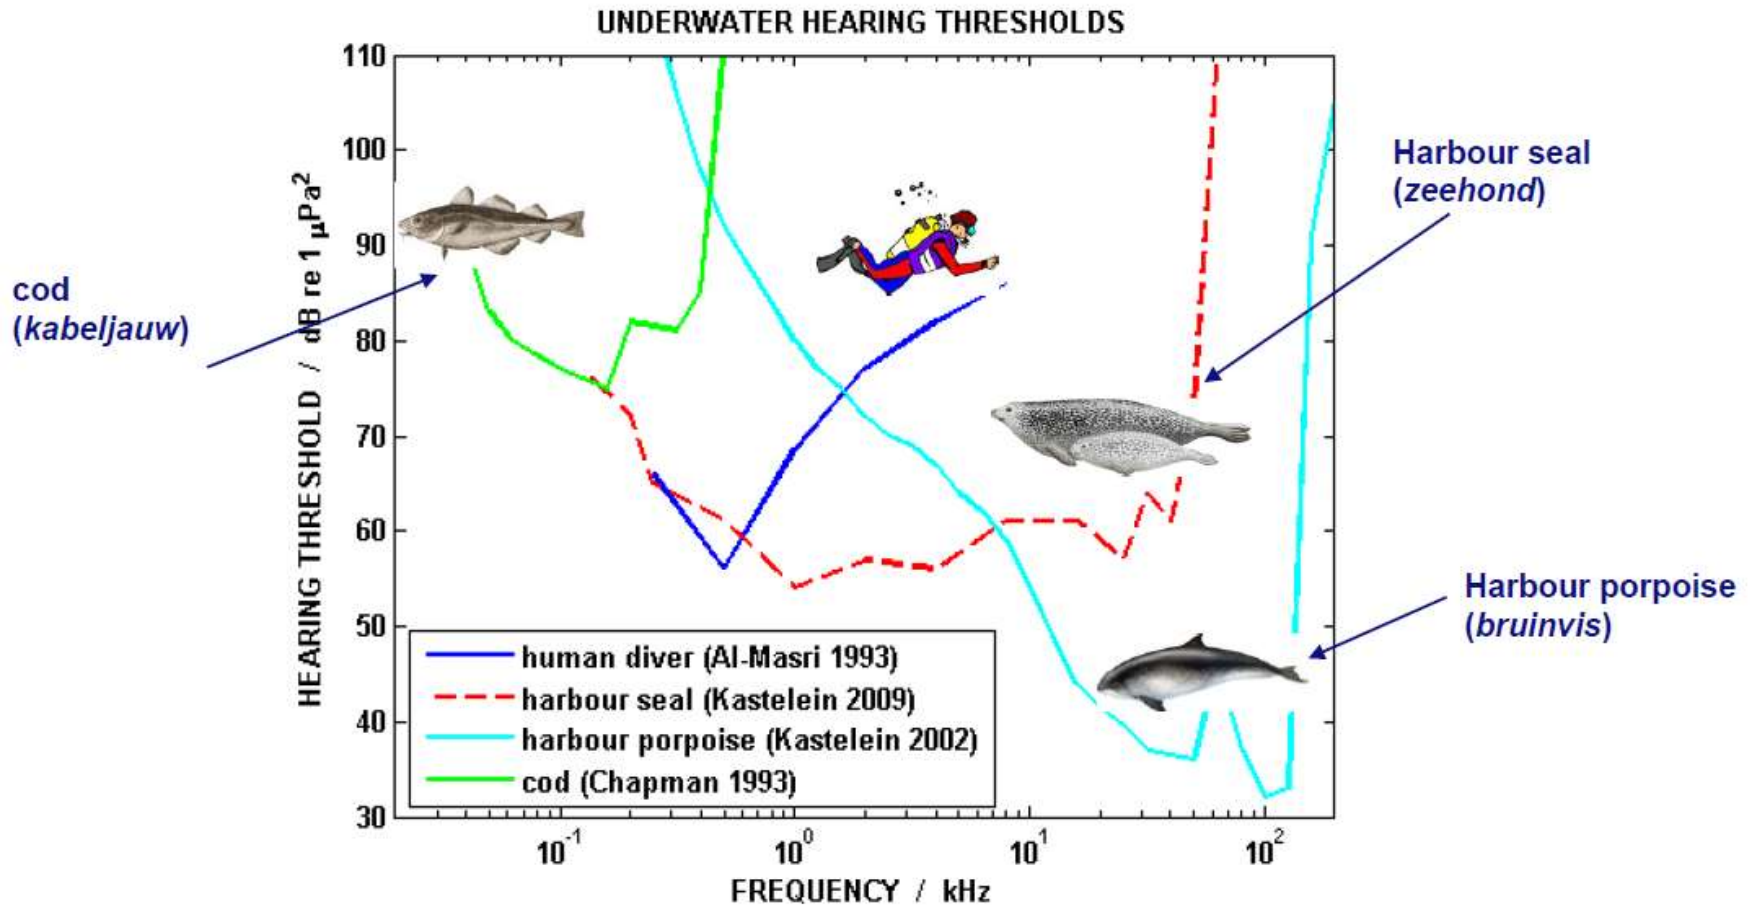 UNDERWATER HEARING THRESHOLDS
110
100
90
80
70
60
50
40
30
HEARING THRESHOLD / dB re 1 μPa²
cod
(kabeljauw)
Harbour seal
(zeehond)
Harbour porpoise
(bruinvis)
human diver (Al-Masri 1993)
harbour seal (Kastelein 2009)
harbour porpoise (Kastelein 2002)
cod (Chapman 1993)
10⁻¹
10⁰
10¹
10²
FREQUENCY / kHz